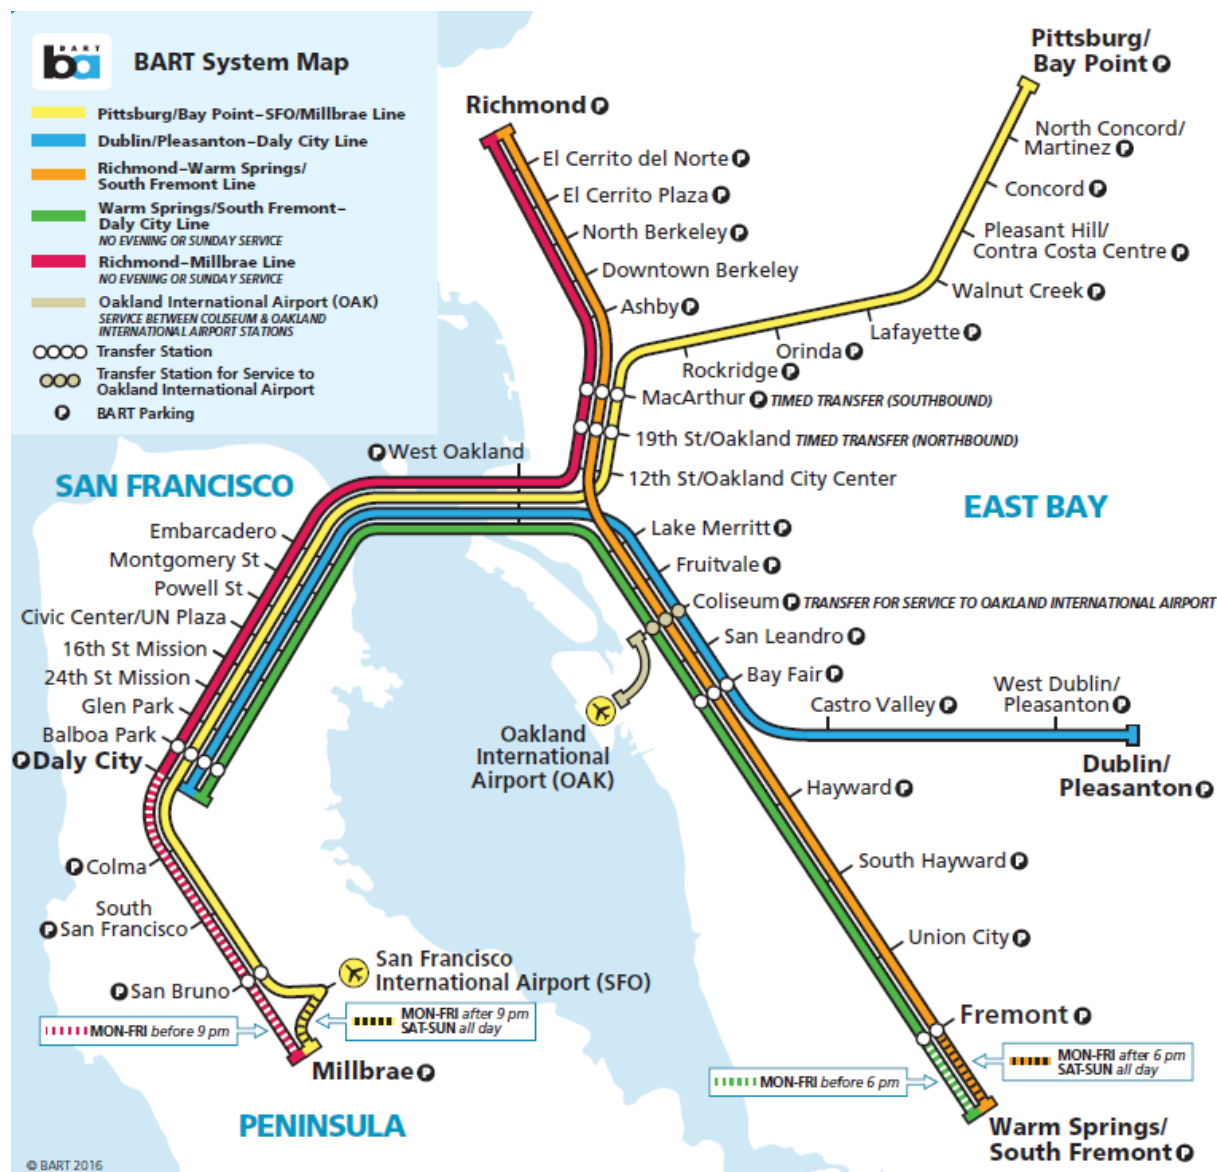 BART
ba
BART System Map
Pittsburg/Bay Point–SFO/Millbrae Line
Dublin/Pleasanton–Daly City Line
Richmond–Warm Springs/
South Fremont Line
Warm Springs/South Fremont–
Daly City Line
NO EVENING OR SUNDAY SERVICE
Richmond–Millbrae Line
NO EVENING OR SUNDAY SERVICE
Oakland International Airport (OAK)
SERVICE BETWEEN COLISEUM & OAKLAND
INTERNATIONAL AIRPORT STATIONS
Transfer Station
Transfer Station for Service to
Oakland International Airport
P BART Parking
Richmond P
El Cerrito del Norte P
El Cerrito Plaza P
North Berkeley P
Downtown Berkeley
Ashby P
Pittsburg/
Bay Point P
North Concord/
Martinez P
Concord P
Pleasant Hill/
Contra Costa Centre P
Walnut Creek P
Lafayette P
Orinda P
Rockridge P
MacArthur P TIMED TRANSFER (SOUTHBOUND)
19th St/Oakland TIMED TRANSFER (NORTHBOUND)
12th St/Oakland City Center
P West Oakland
SAN FRANCISCO
EAST BAY
Embarcadero
Montgomery St
Powell St
Civic Center/UN Plaza
16th St Mission
24th St Mission
Glen Park
Balboa Park
P Daly City
Lake Merritt P
Fruitvale P
Coliseum P TRANSFER FOR SERVICE TO OAKLAND INTERNATIONAL AIRPORT
San Leandro P
Bay Fair P
Castro Valley P
West Dublin/
Pleasanton P
Dublin/
Pleasanton P
Oakland
International
Airport (OAK)
Hayward P
South Hayward P
Union City P
Fremont P
P Colma
South
P San Francisco
P San Bruno
San Francisco
International Airport (SFO)
MON-FRI before 9 pm
MON-FRI after 9 pm
SAT-SUN all day
Millbrae P
MON-FRI after 6 pm
SAT-SUN all day
MON-FRI before 6 pm
Warm Springs/
South Fremont P
PENINSULA
© BART 2016